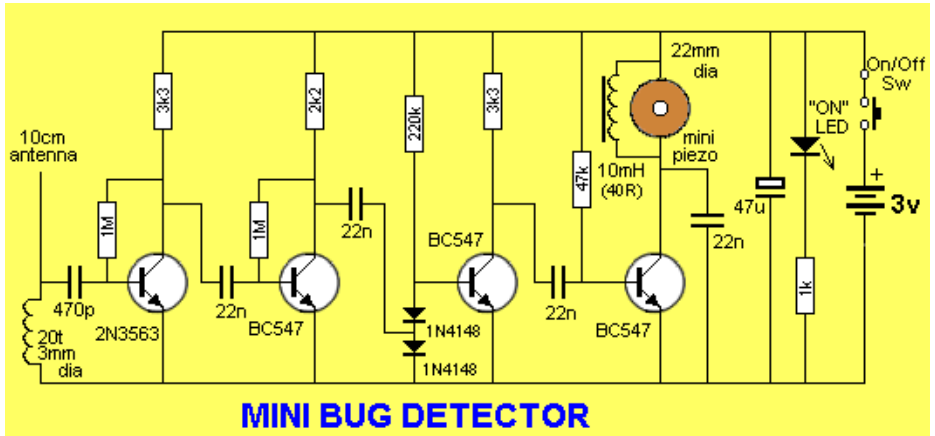 22mm
dia
On/Off
Sw
3k3
2k2
220k
3k3
"ON"
LED
10cm
antenna
mini
piezo
47k
10mH
(40R)
1M
1M
22n
BC547
47u
22n
+
3v
470p
2N3563
22n
BC547
1N4148
22n
BC547
1k
20t
3mm
dia
1N4148
MINI BUG DETECTOR